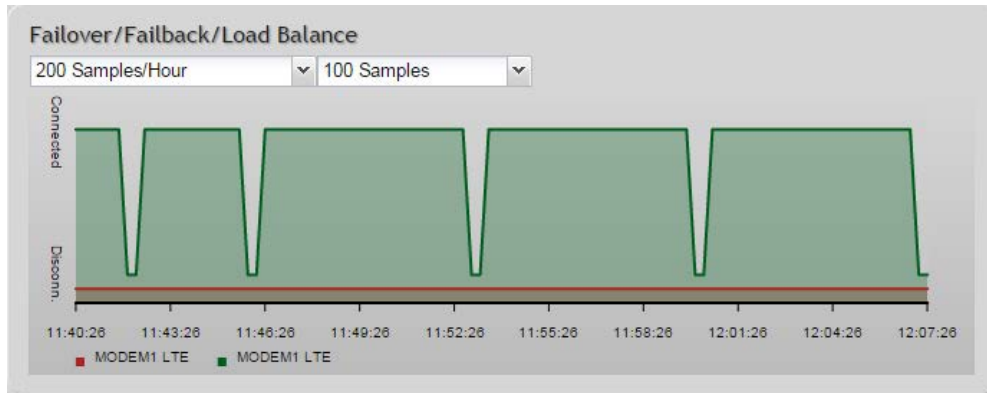 Failover/Failback/Load Balance
200 Samples/Hour 100 Samples
Connected
Disconn.
11:40:26 11:43:26 11:46:26 11:49:26 11:52:26 11:55:26 11:58:26 12:01:26 12:04:26 12:07:26
MODEM1 LTE MODEM1 LTE